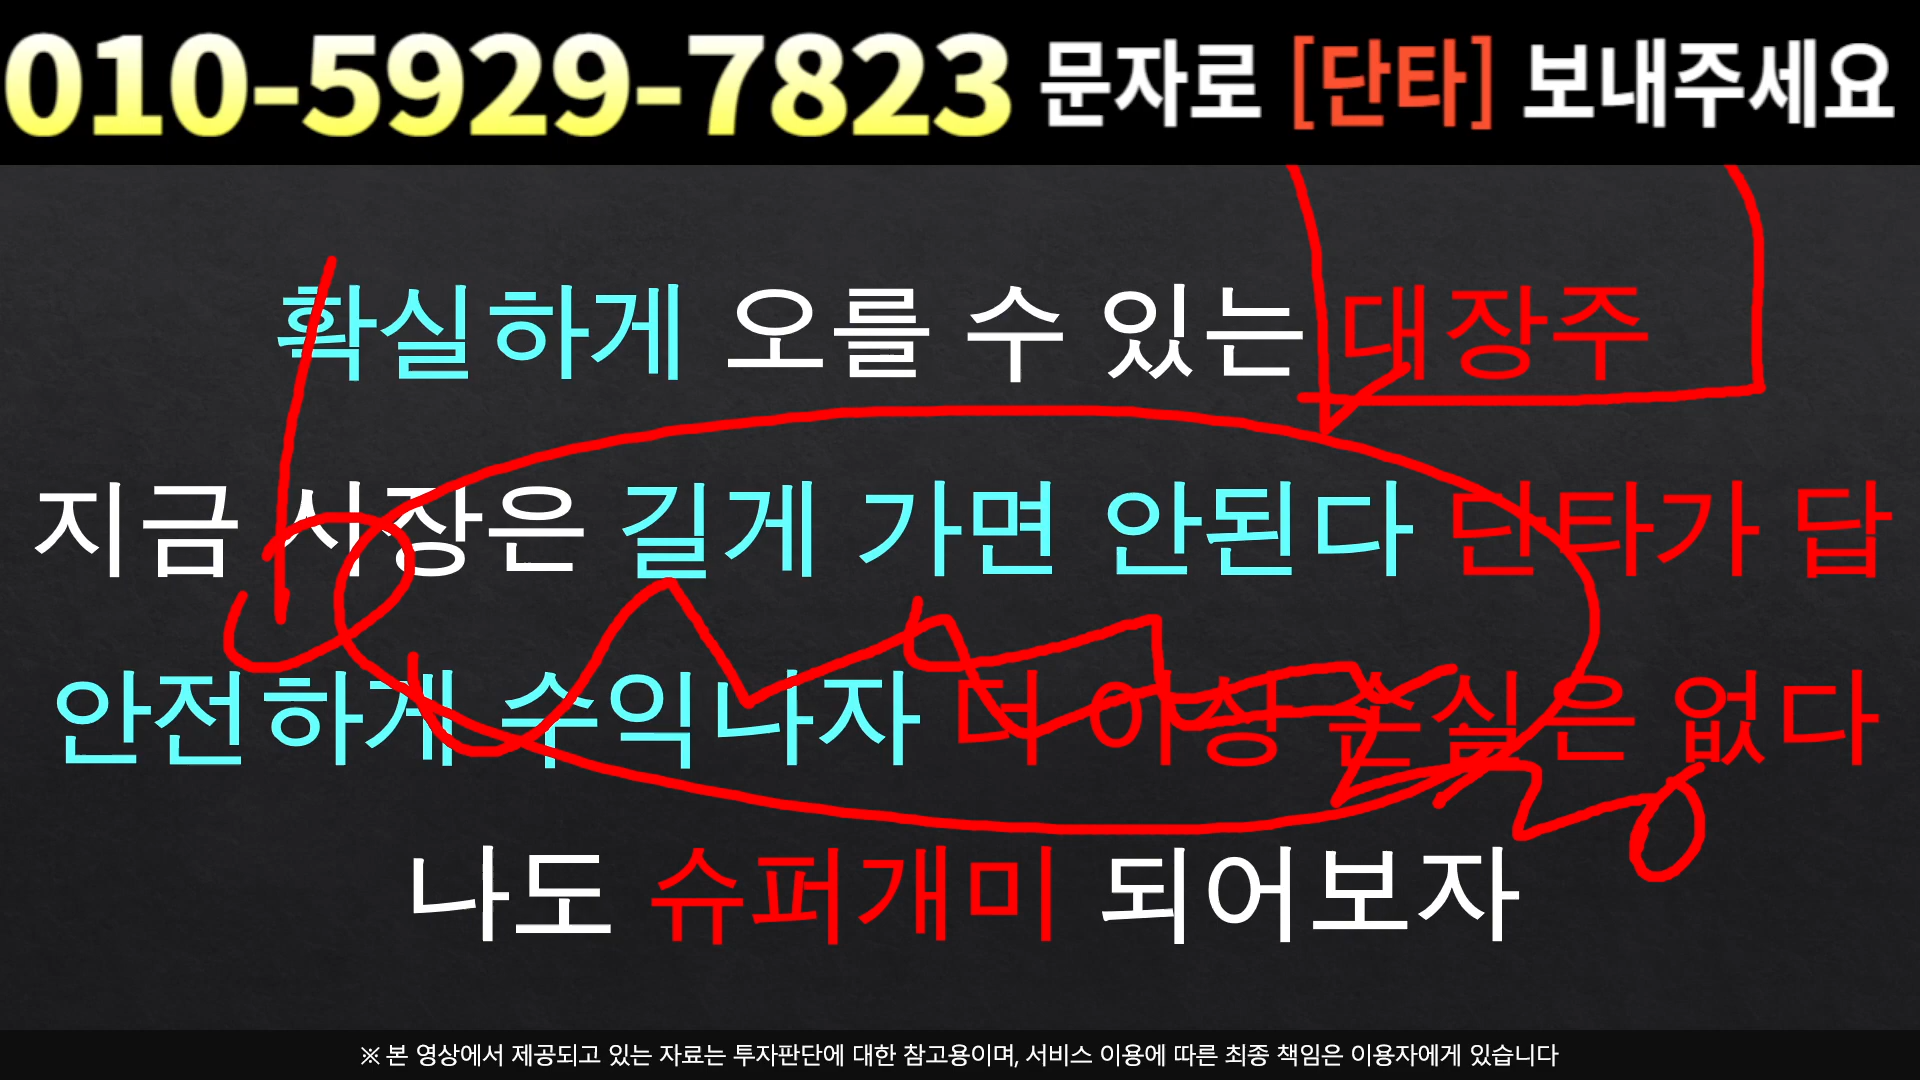 010-5929-7823 문자로 [단타] 보내주세요
확실하게 오를 수 있는 대장주
지금 시장은 길게 가면 안된다 단타가 답
안전하게 수익나자 더 이상 손실은 없다
나도 슈퍼개미 되어보자
※ 본 영상에서 제공되고 있는 자료는 투자판단에 대한 참고용이며, 서비스 이용에 따른 최종 책임은 이용자에게 있습니다